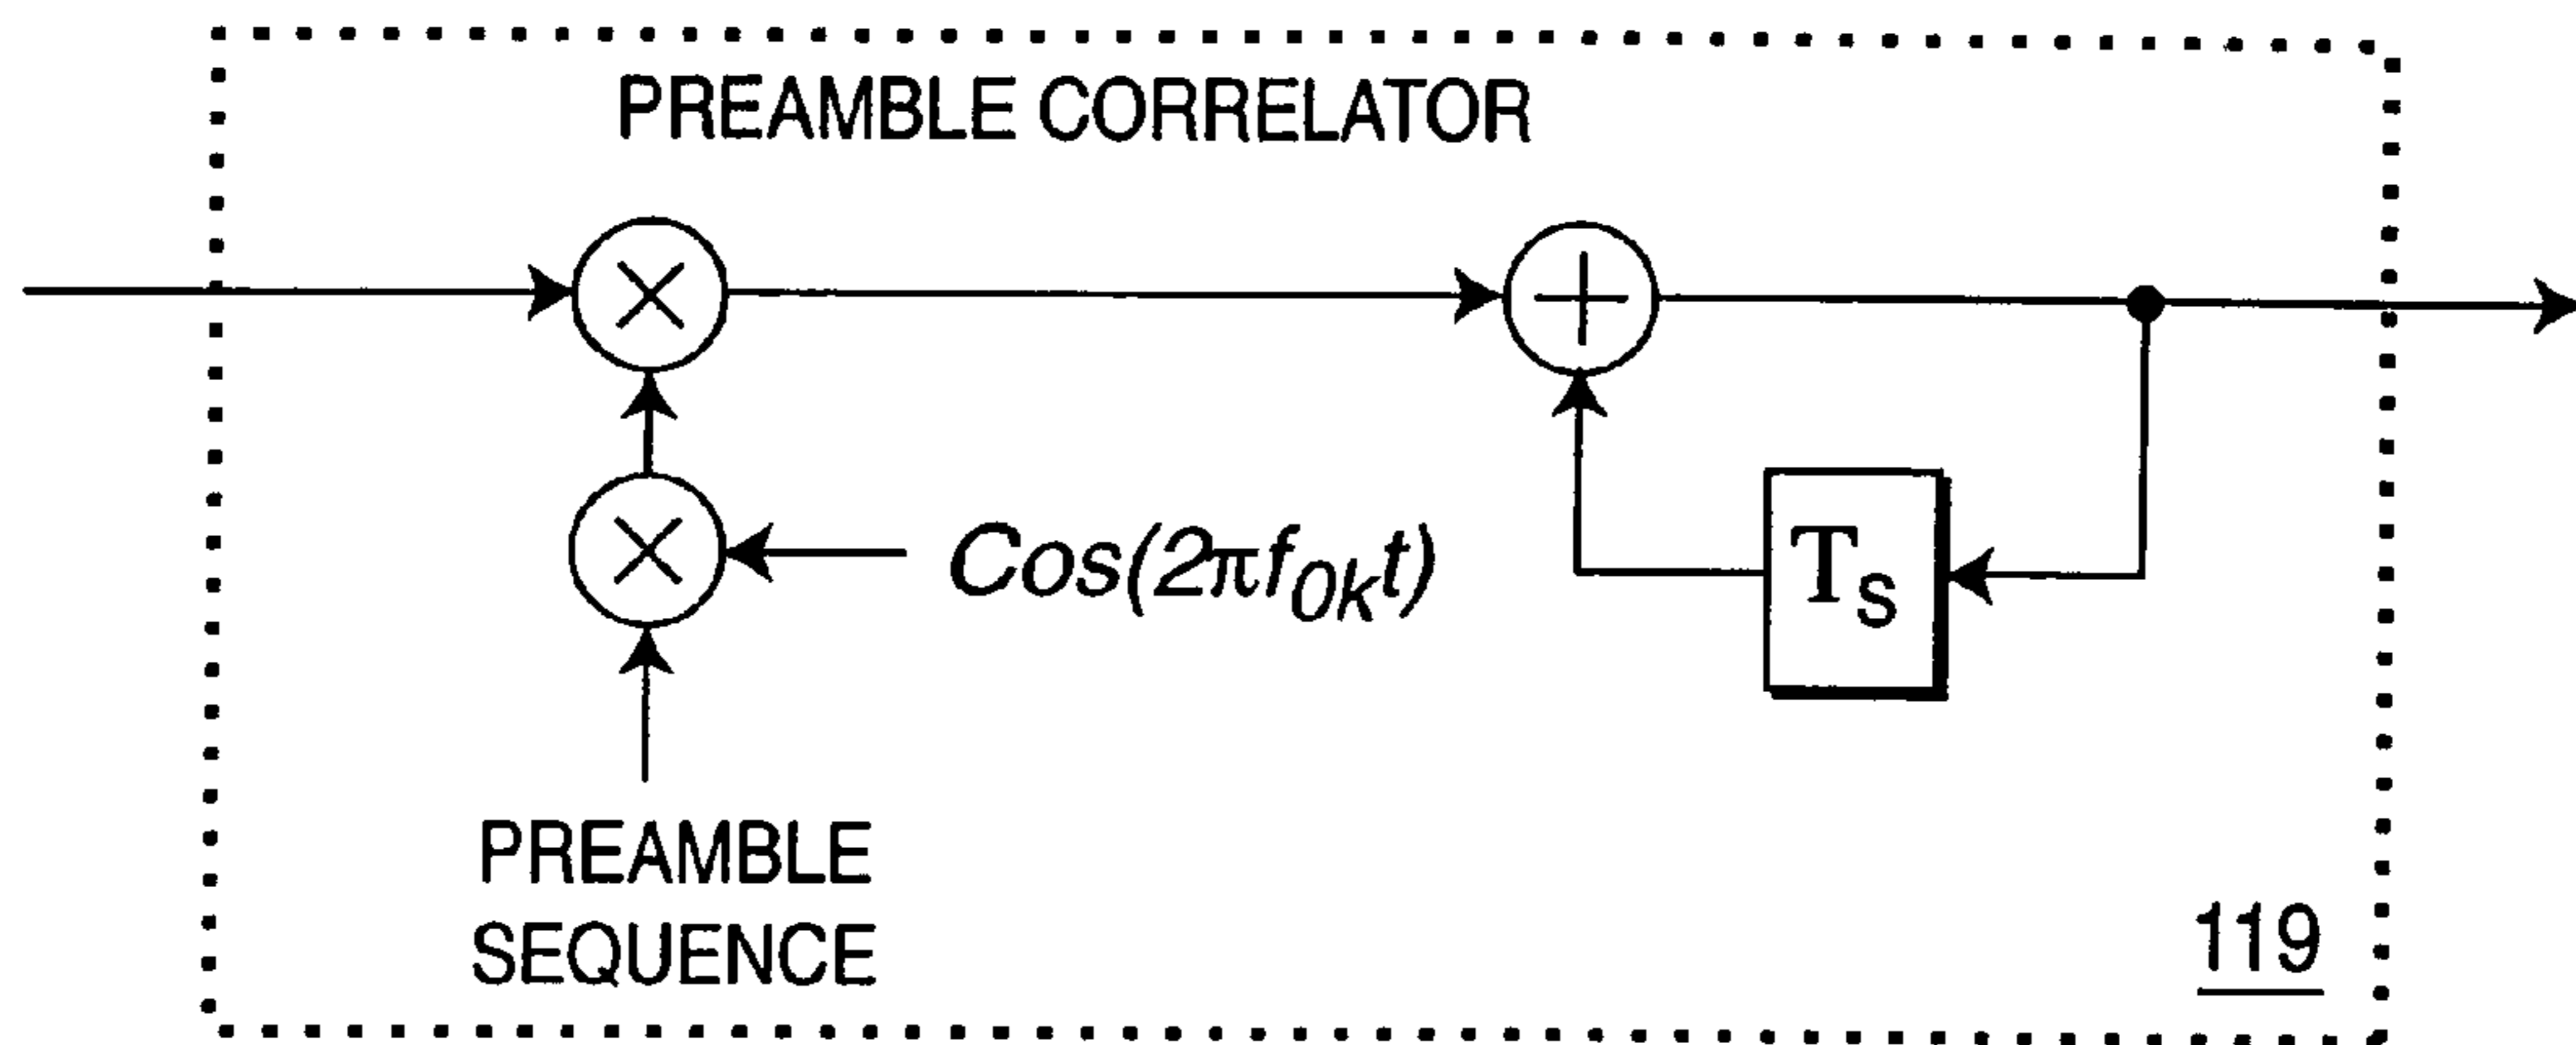 PREAMBLE CORRELATOR
Cos(2πf0kt)
TS
PREAMBLE
SEQUENCE
119